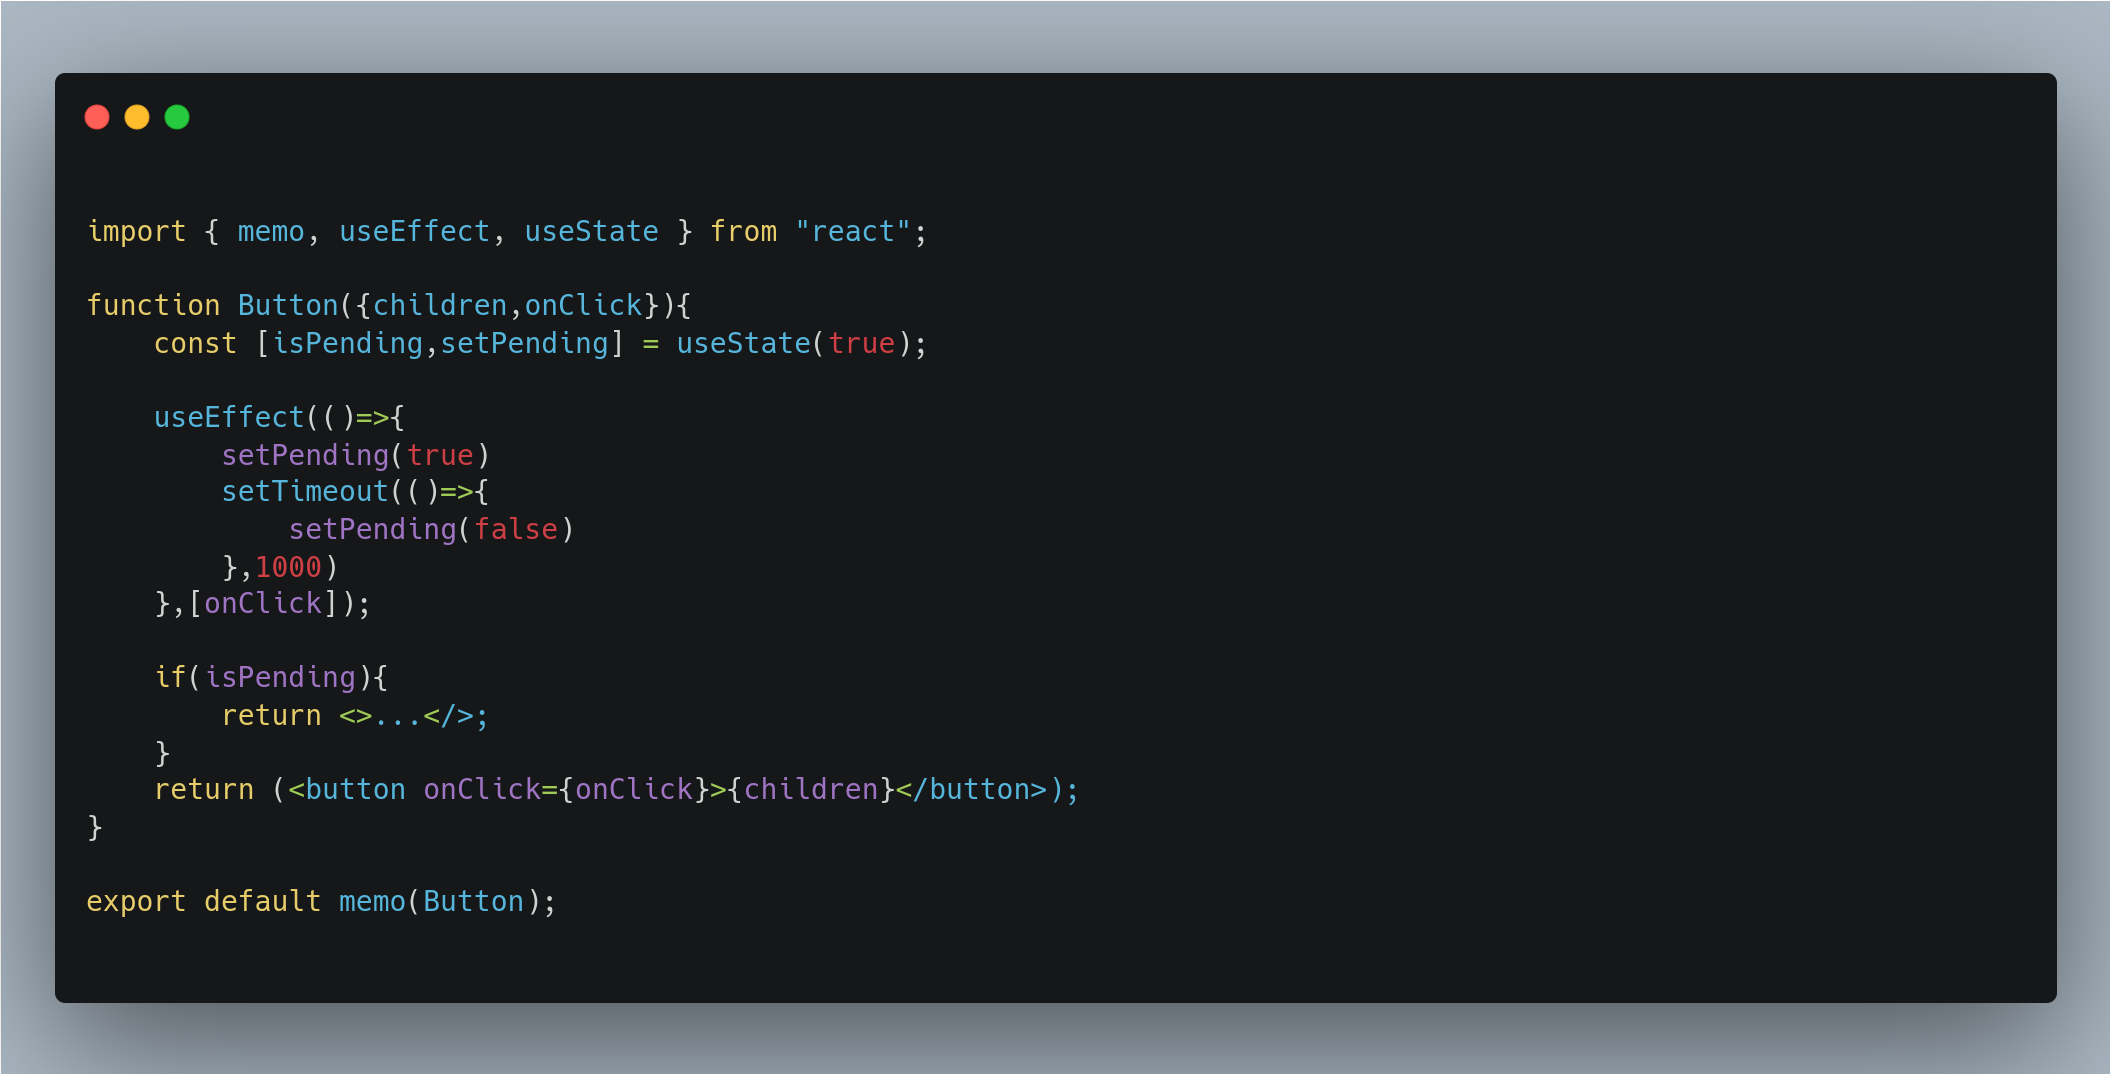 import { memo, useEffect, useState } from "react";
function Button({children,onClick}){
    const [isPending,setPending] = useState(true);
    useEffect(()=>{
        setPending(true)
        setTimeout(()=>{
            setPending(false)
        },1000)
    },[onClick]);
    if(isPending){
        return <>...</>;
    }
    return (<button onClick={onClick}>{children}</button>);
}
export default memo(Button);